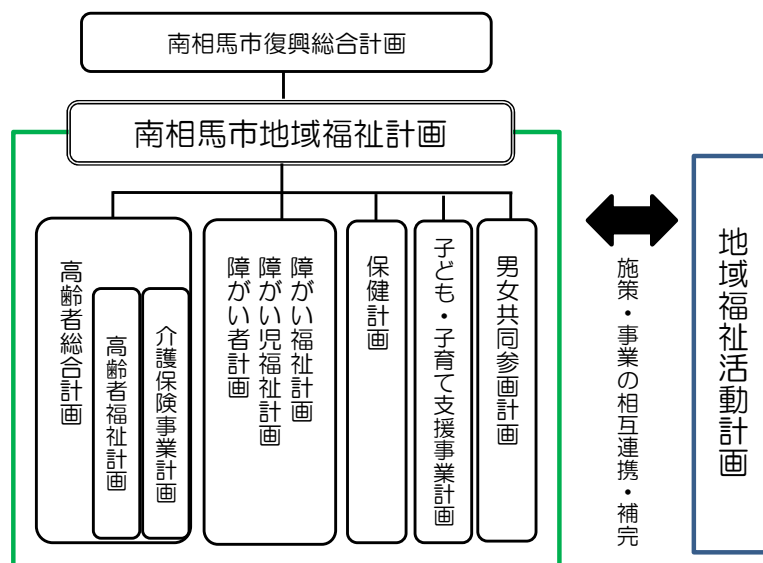 南相馬市復興総合計画
南相馬市地域福祉計画
高齢者総合計画
高齢者福祉計画
介護保険事業計画
障がい者計画
障がい児福祉計画
障がい福祉計画
保健計画
子ども・子育て支援事業計画
男女共同参画計画
施策・事業の相互連携・補完
地域福祉活動計画